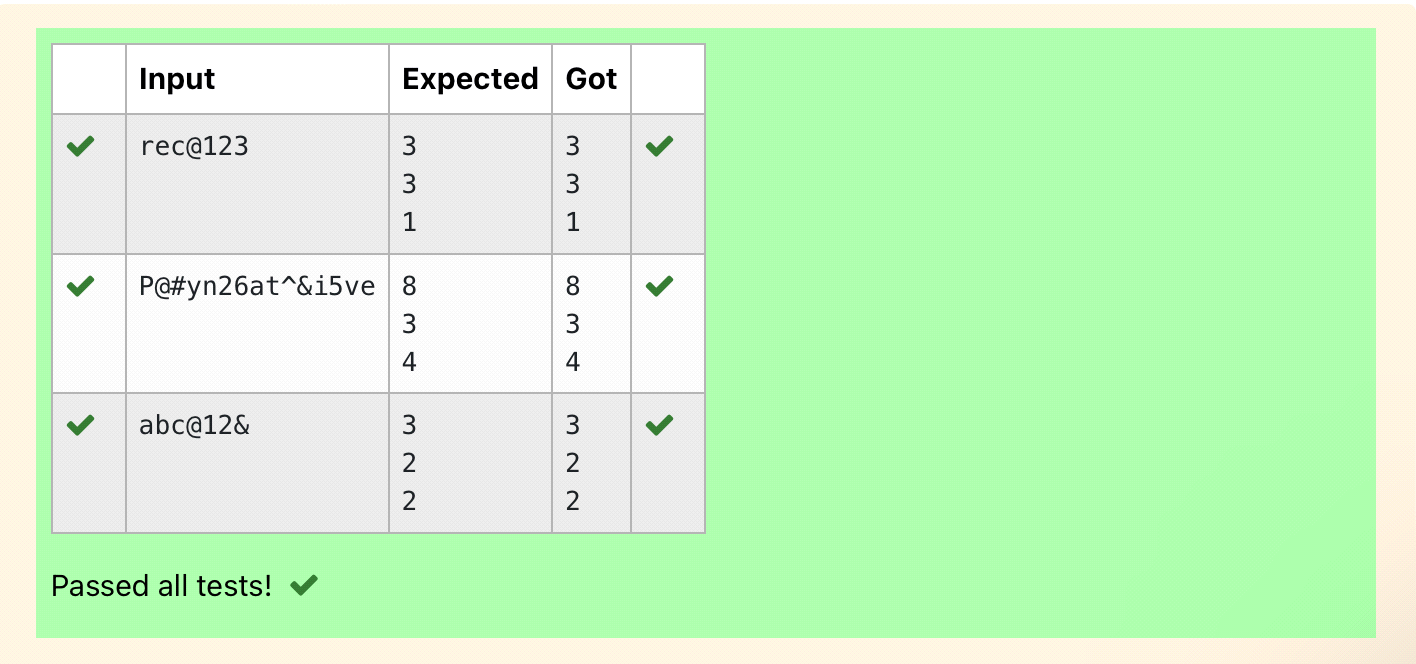 Input Expected Got
rec@123 3 3
3 3
1 1
P@#yn26at^&i5ve 8 8
3 3
4 4
abc@12& 3 3
2 2
2 2
Passed all tests!